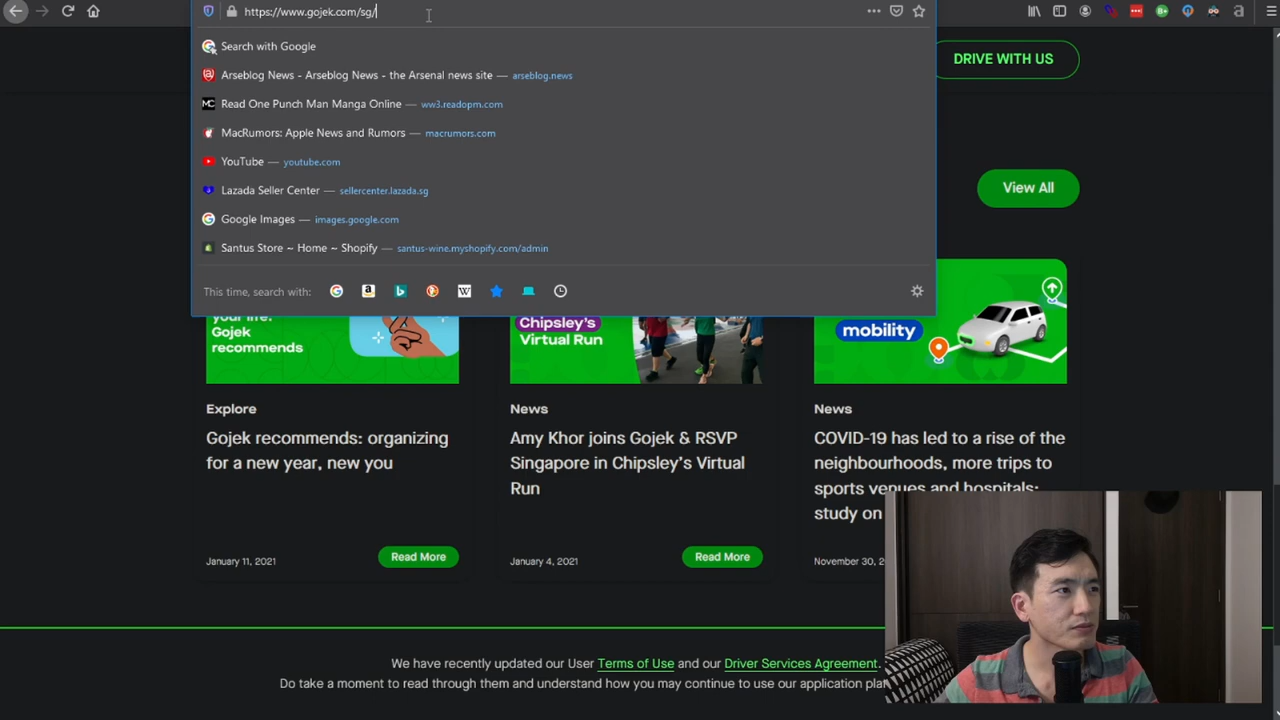 https://www.gojek.com/sg/
Search with Google
Arseblog News - Arseblog News - the Arsenal news site — arseblog.news
Read One Punch Man Manga Online — ww3.readopm.com
MacRumors: Apple News and Rumors — macrumors.com
YouTube — youtube.com
Lazada Seller Center — sellercenter.lazada.sg
Google Images — images.google.com
Santus Store ~ Home ~ Shopify — santus-wine.myshopify.com/admin
This time, search with:
DRIVE WITH US
View All
your life:
Gojek
recommends
Chipsley's
Virtual Run
mobility
Explore
Gojek recommends: organizing
for a new year, new you
January 11, 2021
Read More
News
Amy Khor joins Gojek & RSVP
Singapore in Chipsley's Virtual
Run
January 4, 2021
Read More
News
COVID-19 has led to a rise of the
neighbourhoods, more trips to
sports venues and hospitals:
study on
November 30, 20
We have recently updated our User Terms of Use and our Driver Services Agreement.
Do take a moment to read through them and understand how you may continue to use our application